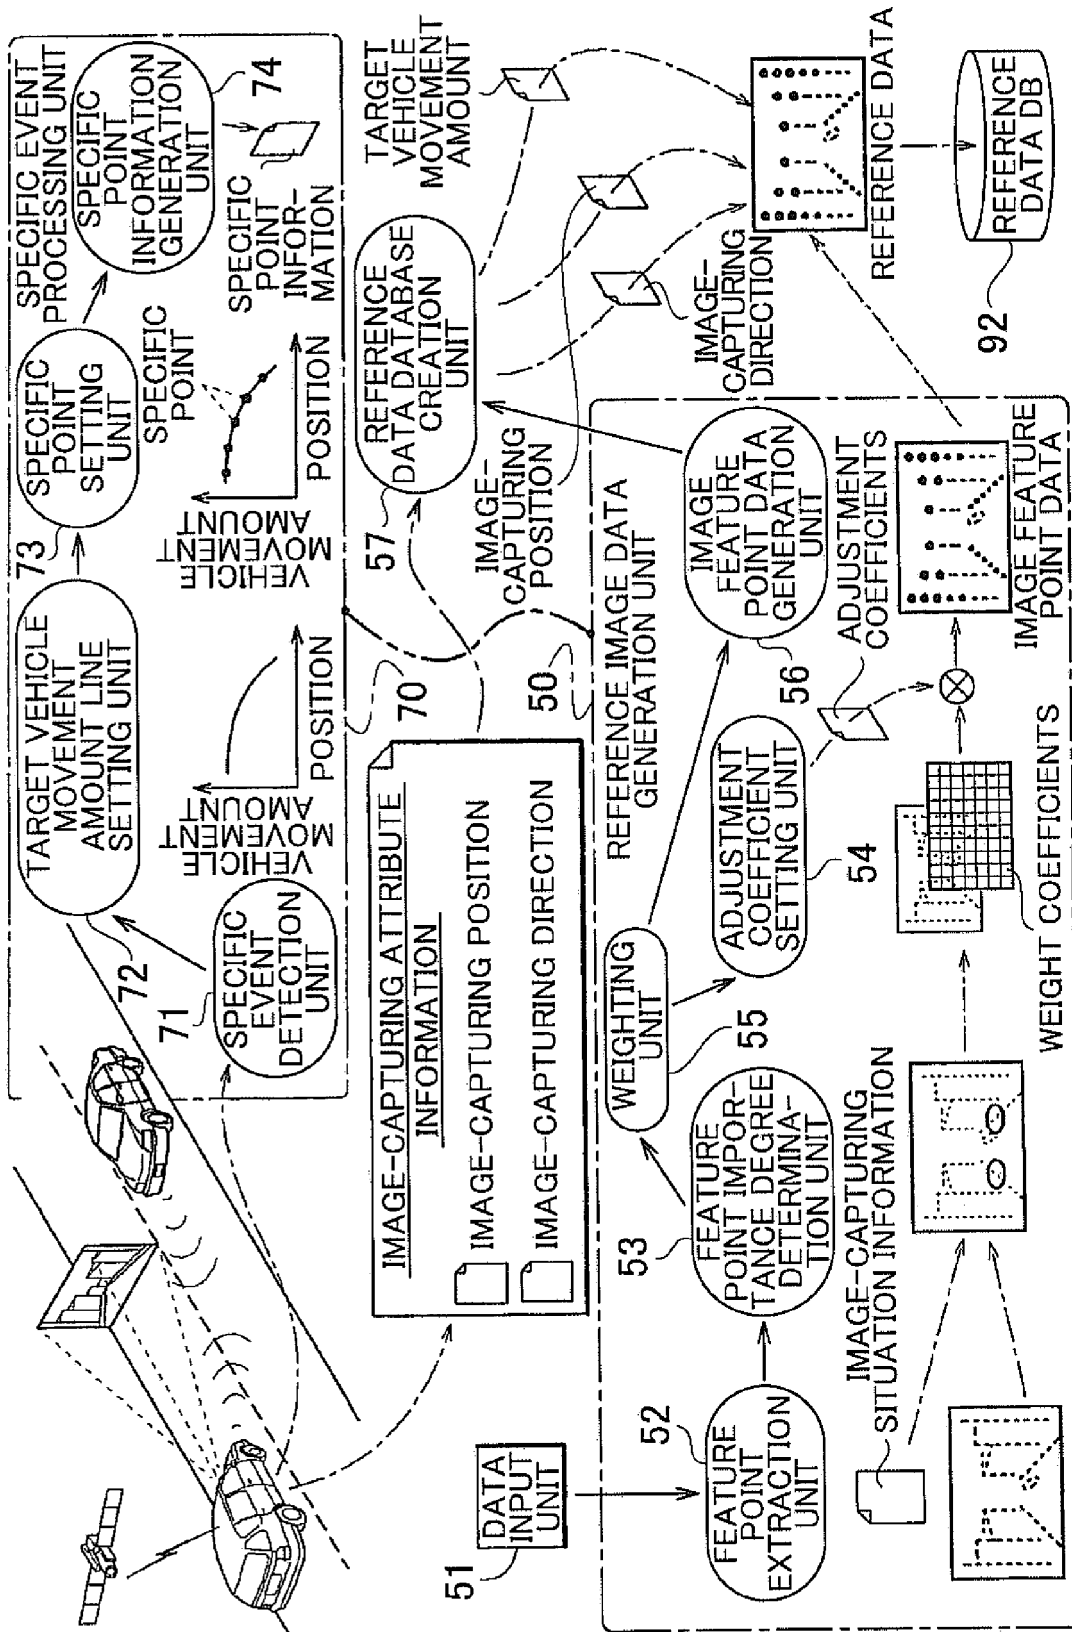 SPECIFIC EVENT
PROCESSING UNIT
TARGET VEHICLE
MOVEMENT
AMOUNT LINE
SETTING UNIT
72
SPECIFIC
POINT
SETTING
UNIT
73
SPECIFIC
POINT
INFORMATION
GENERATION
UNIT
74
71
SPECIFIC
EVENT
DETECTION
UNIT
VEHICLE
MOVEMENT
AMOUNT
POSITION
VEHICLE
MOVEMENT
AMOUNT
POSITION
SPECIFIC
POINT
SPECIFIC
POINT
INFOR-
MATION
70
IMAGE-CAPTURING ATTRIBUTE
INFORMATION
IMAGE-CAPTURING POSITION
IMAGE-CAPTURING DIRECTION
57
REFERENCE
DATA DATABASE
CREATION
UNIT
TARGET
VEHICLE
MOVEMENT
AMOUNT
IMAGE-
CAPTURING
POSITION
IMAGE-
CAPTURING
DIRECTION
50
REFERENCE IMAGE DATA
GENERATION UNIT
51
DATA
INPUT
UNIT
52
FEATURE
POINT
EXTRACTION
UNIT
53
FEATURE
POINT IMPOR-
TANCE DEGREE
DETERMINA-
TION UNIT
WEIGHTING
UNIT
55
ADJUSTMENT
COEFFICIENT
SETTING UNIT
54
IMAGE
FEATURE
POINT DATA
GENERATION
UNIT
56
ADJUSTMENT
COEFFICIENTS
IMAGE-CAPTURING
SITUATION INFORMATION
WEIGHT COEFFICIENTS
IMAGE FEATURE
POINT DATA
REFERENCE DATA
REFERENCE
DATA DB
92